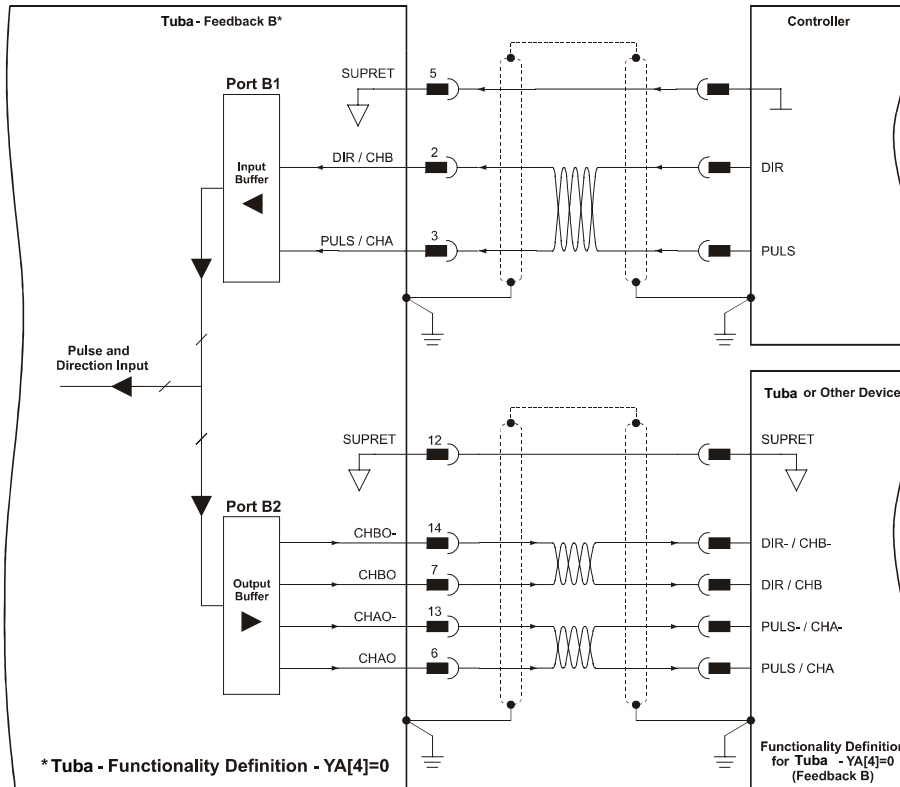 Tuba - Feedback B*
Controller
Port B1
SUPRET
5
DIR / CHB
2
DIR
Input
Buffer
PULS / CHA
3
PULS
Pulse and
Direction Input
Tuba or Other Device
SUPRET
12
SUPRET
Port B2
CHBO-
14
DIR- / CHB-
CHBO
7
DIR / CHB
Output
Buffer
CHAO-
13
PULS- / CHA-
CHAO
6
PULS / CHA
* Tuba - Functionality Definition - YA[4]=0
Functionality Definition
for Tuba - YA[4]=0
(Feedback B)